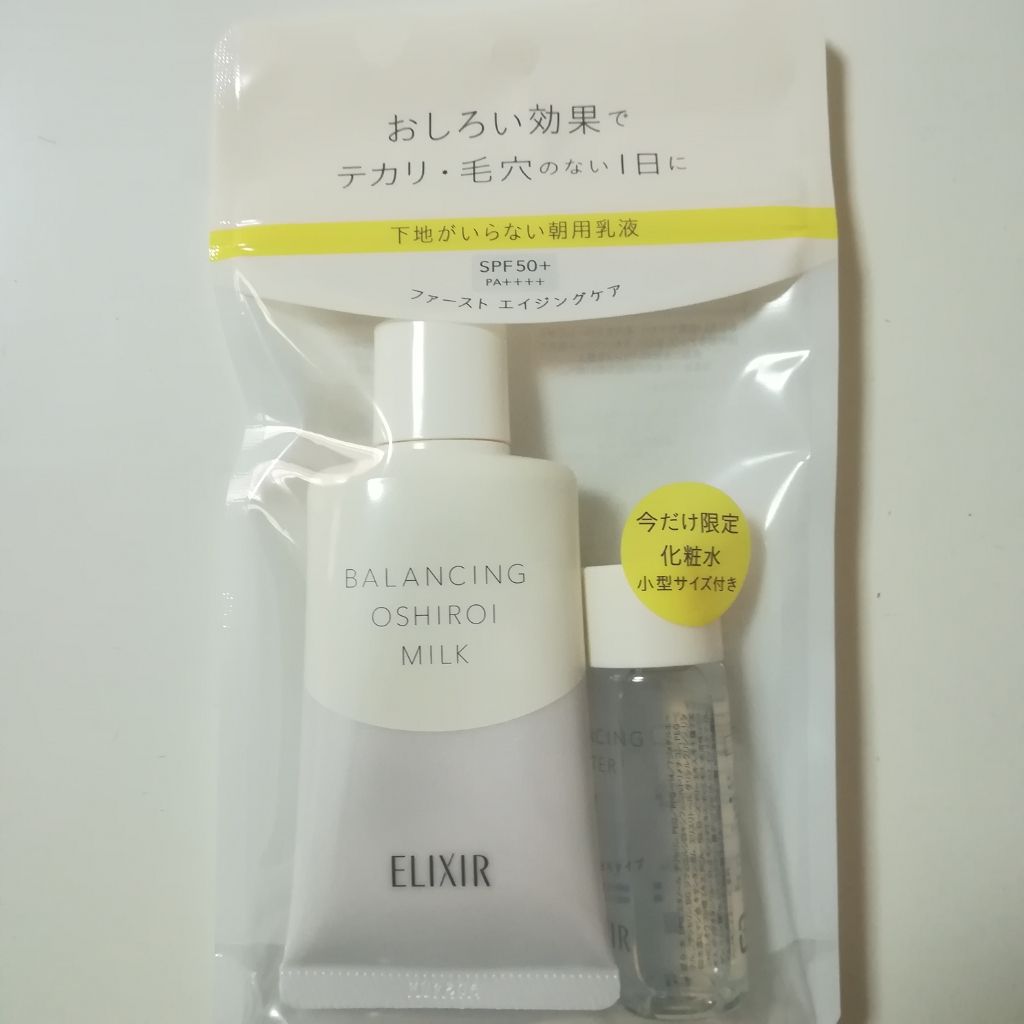 おしろい効果で
テカリ・毛穴のない1日に
下地がいらない朝用乳液
SPF50+
PA++++
ファースト エイジングケア
BALANCING
OSHIROI
MILK
ELIXIR
今だけ限定
化粧水
小型サイズ付き
CING
TER
IR